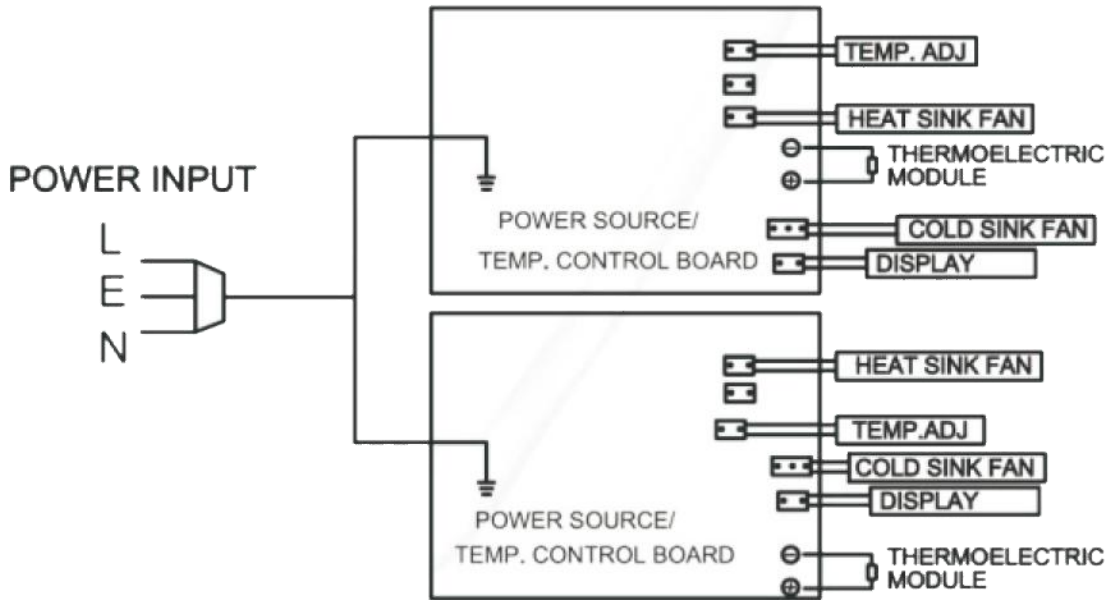 TEMP. ADJ
HEAT SINK FAN
THERMOELECTRIC
MODULE
POWER INPUT
L
E
N
POWER SOURCE/
TEMP. CONTROL BOARD
COLD SINK FAN
DISPLAY
HEAT SINK FAN
TEMP.ADJ
COLD SINK FAN
DISPLAY
POWER SOURCE/
TEMP. CONTROL BOARD
THERMOELECTRIC
MODULE